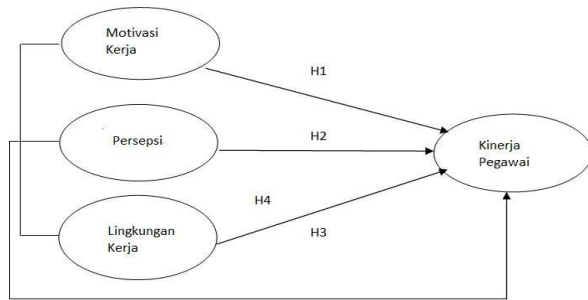 Motivasi
Kerja
H1
Persepsi
H2
Kinerja
Pegawai
H4
Lingkungan
Kerja
H3